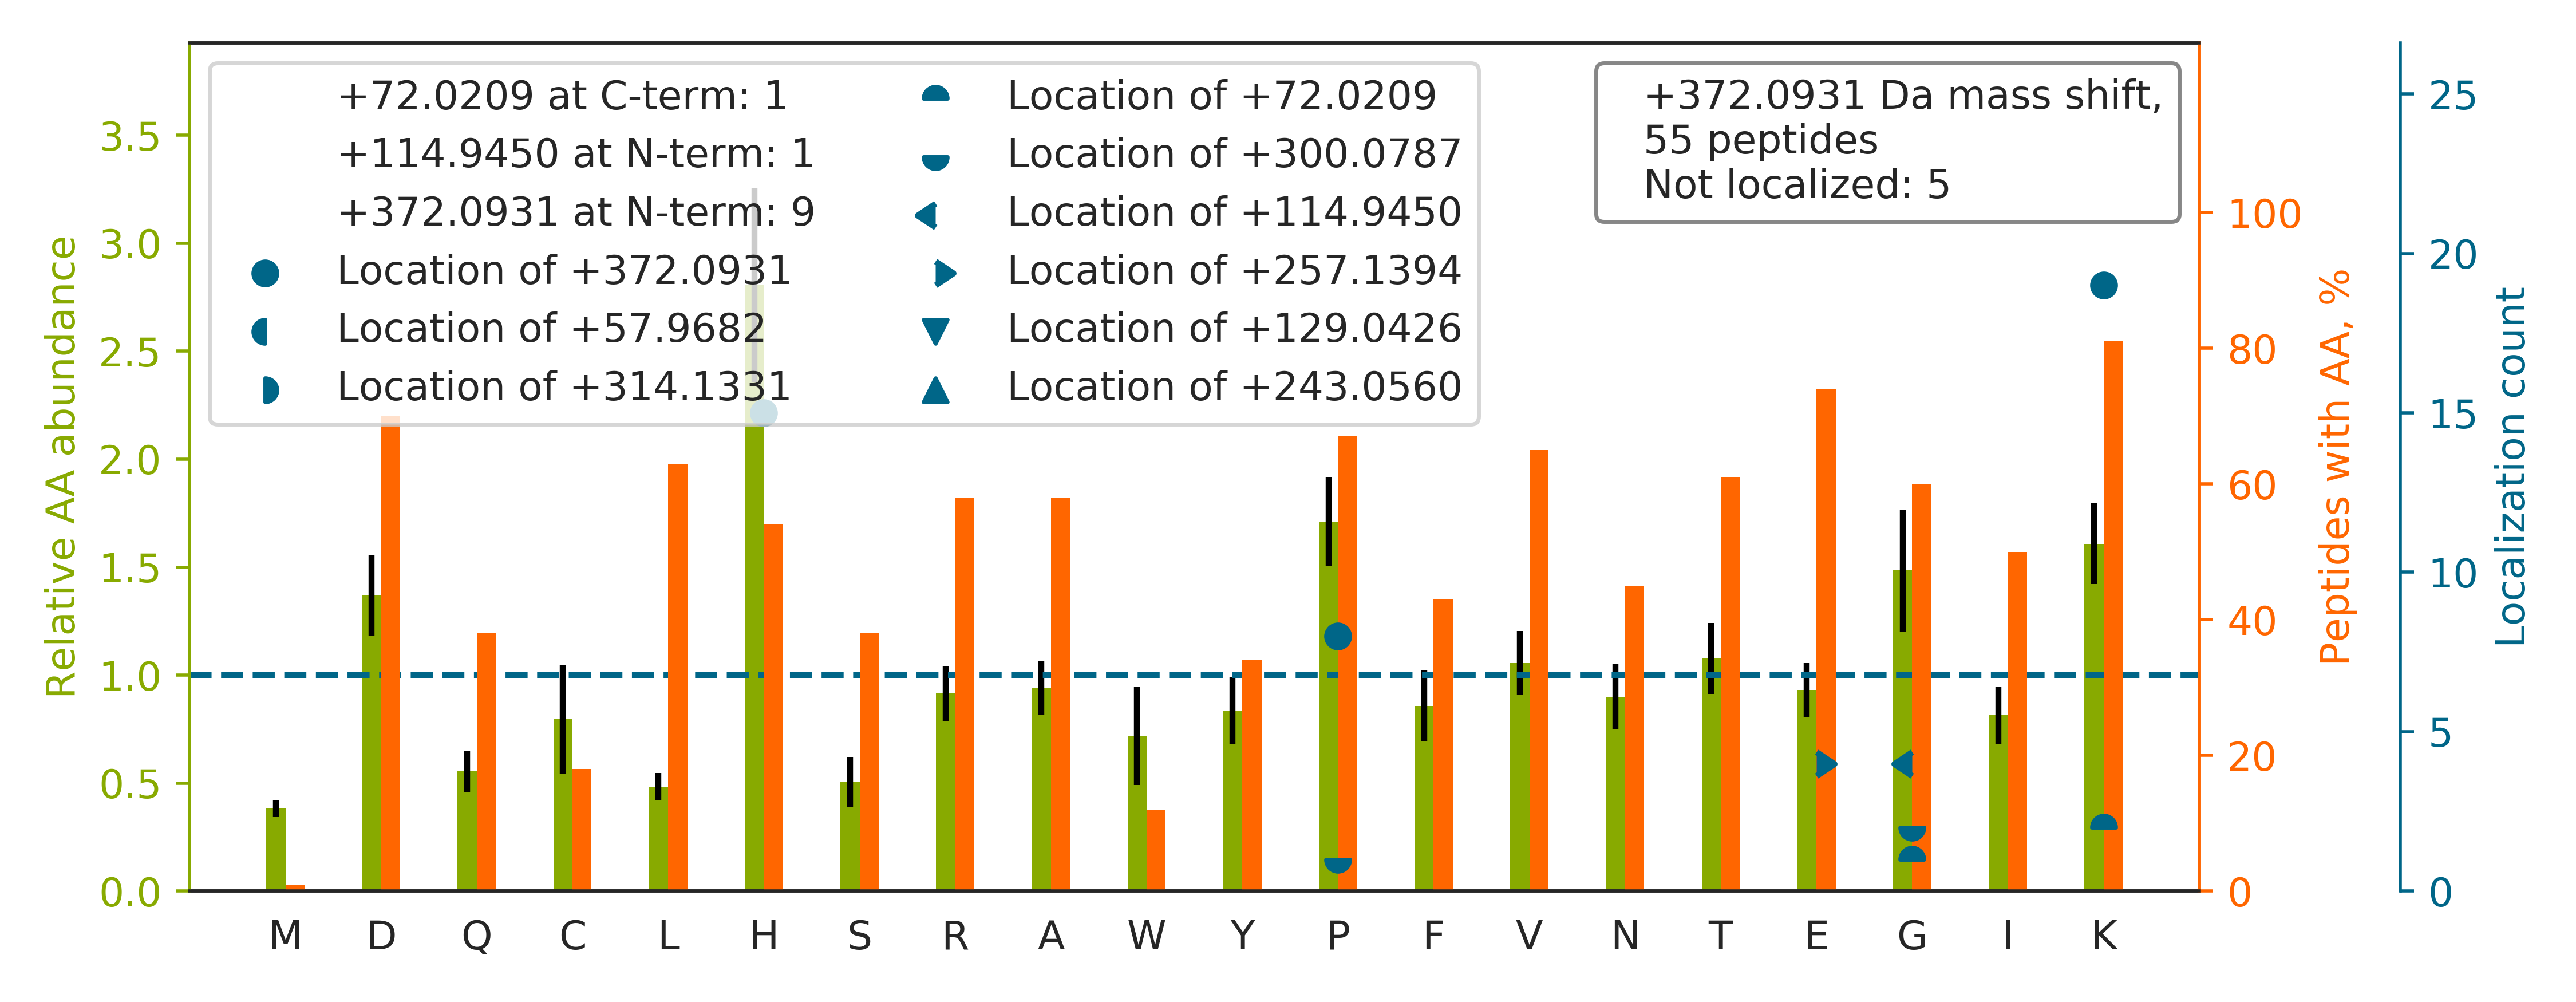 +72.0209 at C-term: 1
+114.9450 at N-term: 1
+372.0931 at N-term: 9
Location of +372.0931
Location of +57.9682
Location of +314.1331
Location of +72.0209
Location of +300.0787
Location of +114.9450
Location of +257.1394
Location of +129.0426
Location of +243.0560
+372.0931 Da mass shift,
55 peptides
Not localized: 5
Relative AA abundance
3.5
3.0
2.5
2.0
1.5
1.0
0.5
0.0
M D Q C L H S R A W Y P F V N T E G I K
100
80
60
40
20
0
Peptides with AA, %
25
20
15
10
5
0
Localization count